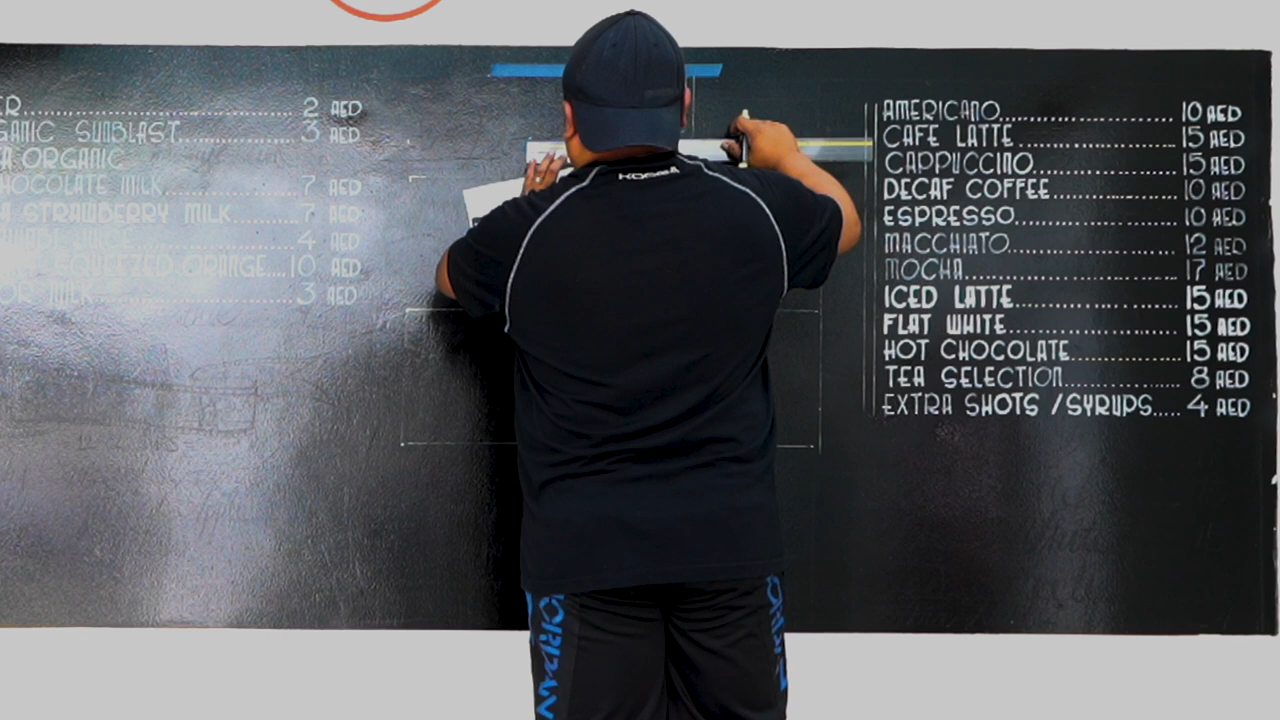 ER........ 2 AED
GANIC SUNBLAST........ 3 AED
A ORGANIC
HOCOLATE MILK........ 7 AED
A STRAWBERRY MILK........ 7 AED
JUICE........ 4 AED
SQUEEZED ORANGE.... 10 AED
OR MILK........ 3 AED
AMERICANO........ 10 AED
CAFE LATTE........ 15 AED
CAPPUCCINO........ 15 AED
DECAF COFFEE........ 10 AED
ESPRESSO........ 10 AED
MACCHIATO........ 12 AED
MOCHA........ 17 AED
ICED LATTE........ 15 AED
FLAT WHITE........ 15 AED
HOT CHOCOLATE........ 15 AED
TEA SELECTION........ 8 AED
EXTRA SHOTS /SYRUPS..... 4 AED